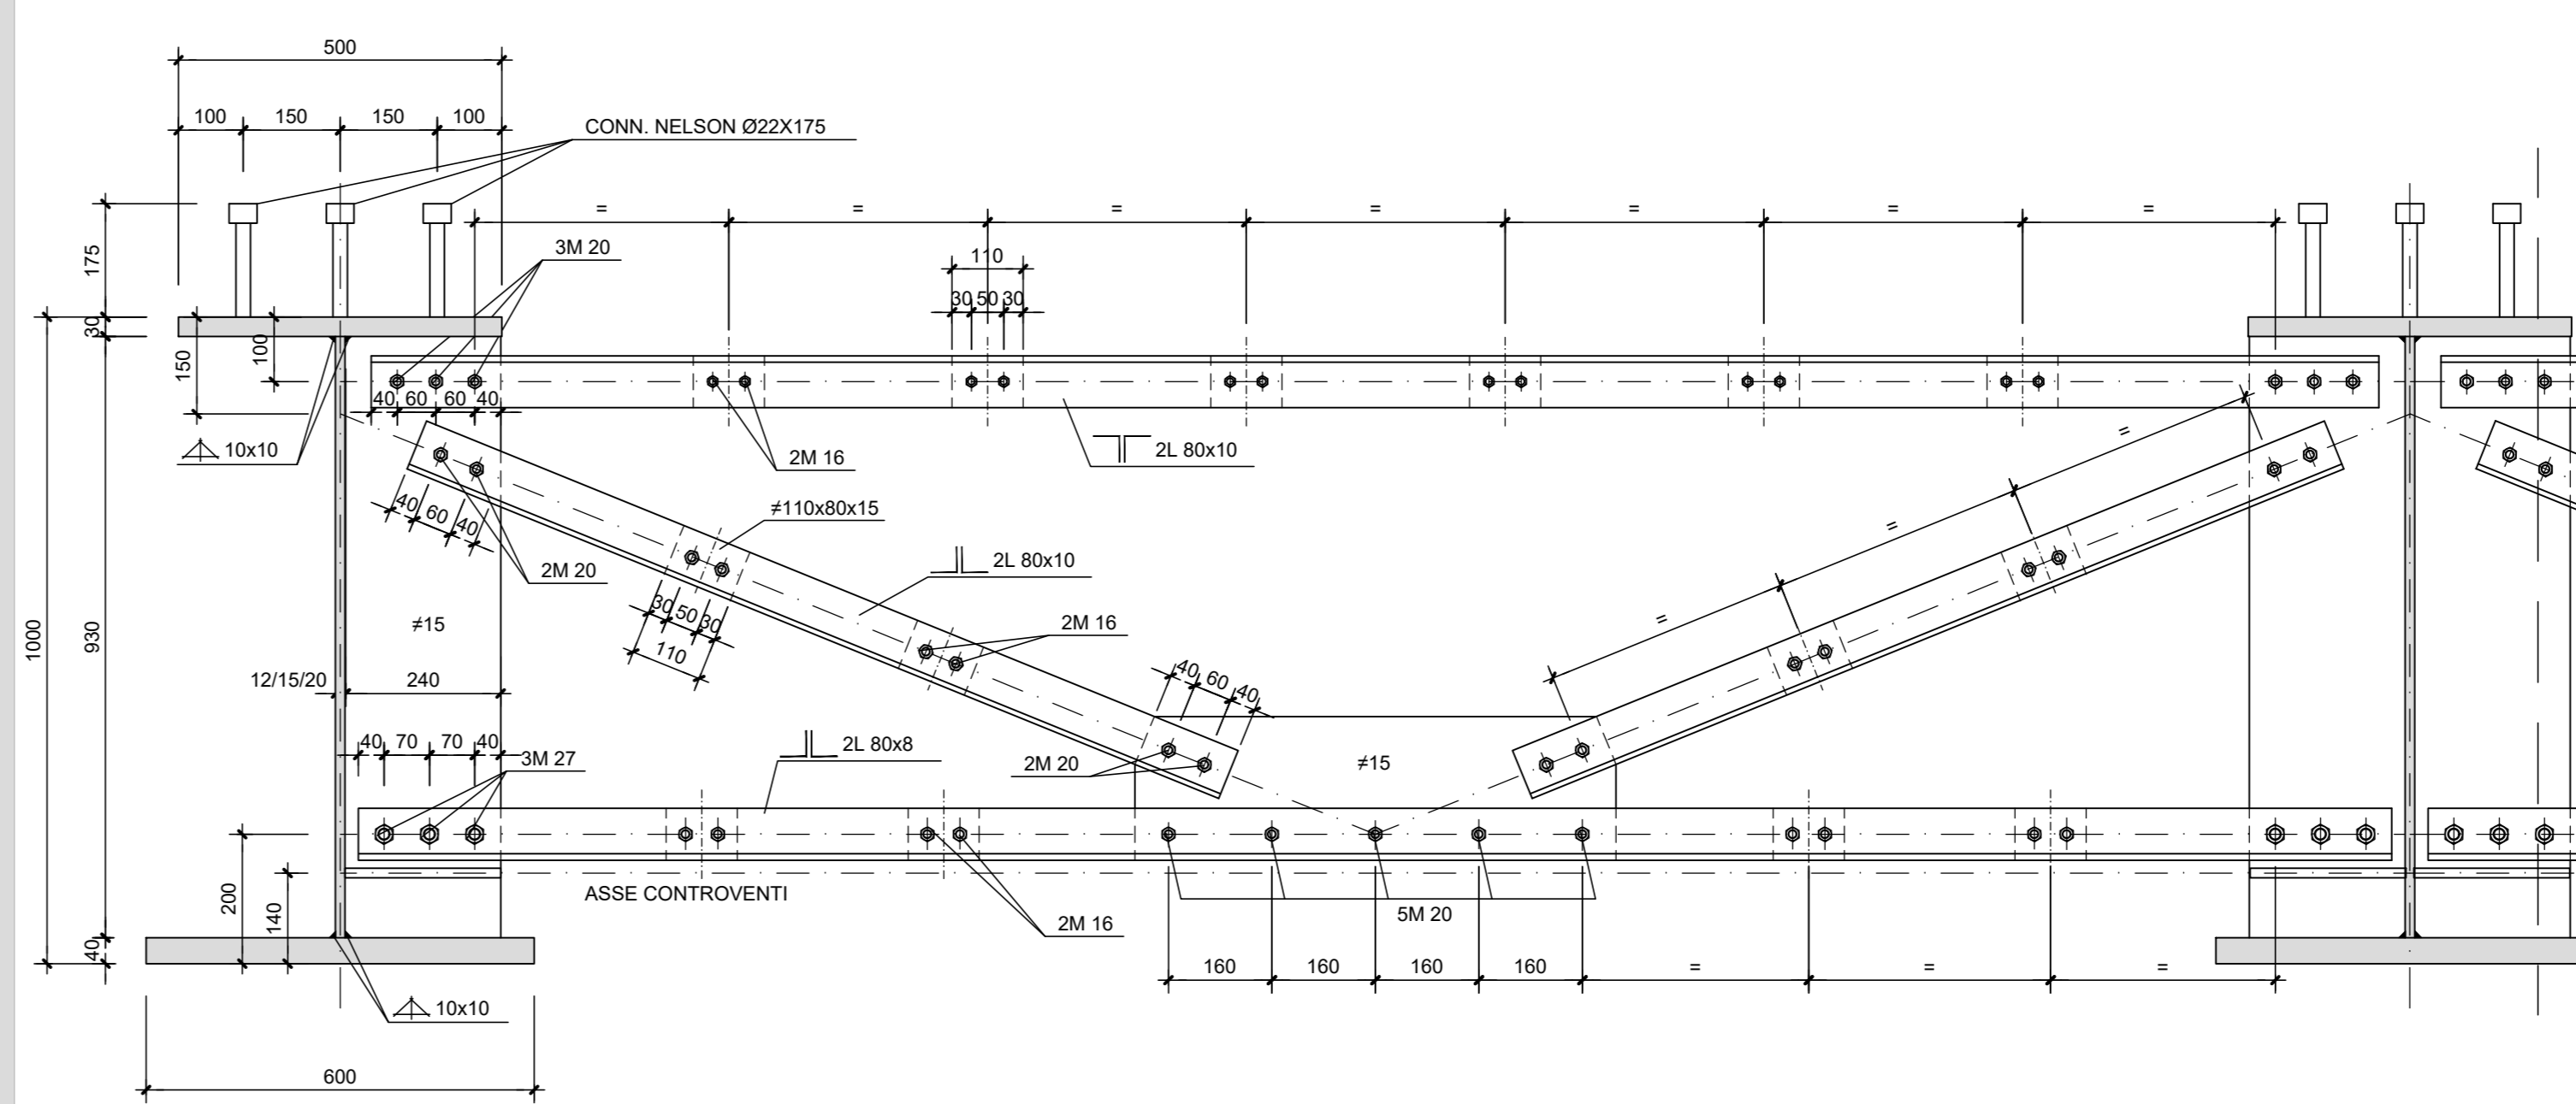 500
100 150 150 100
CONN. NELSON Ø22X175
= = = = = = =
175
3M 20
110
30 50 30
30
150
100
40 60 60 40
10x10
2M 16
2L 80x10
=
=
=
40 60 40
≠110x80x15
2M 20
2L 80x10
30 50 30
110
2M 16
≠15
1000
930
12/15/20
240
40 60 40
40 70 70 40
3M 27
2L 80x8
2M 20
≠15
200
140
ASSE CONTROVENTI
2M 16
5M 20
40
160 160 160 160 = = =
10x10
600